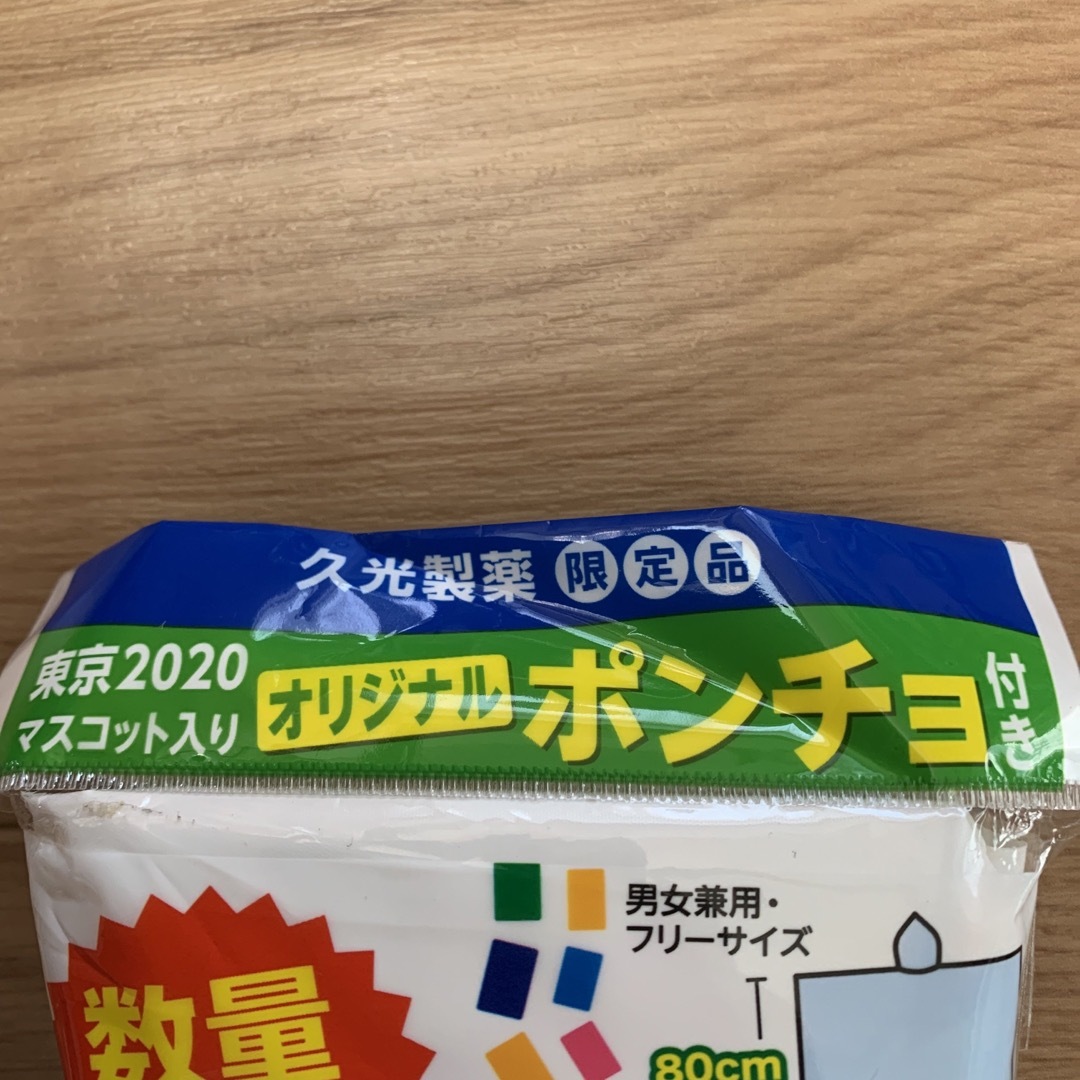 久光製薬 限定品
東京2020
マスコット入り
オリジナル ポンチョ 付き
男女兼用・
フリーサイズ
数量
80cm